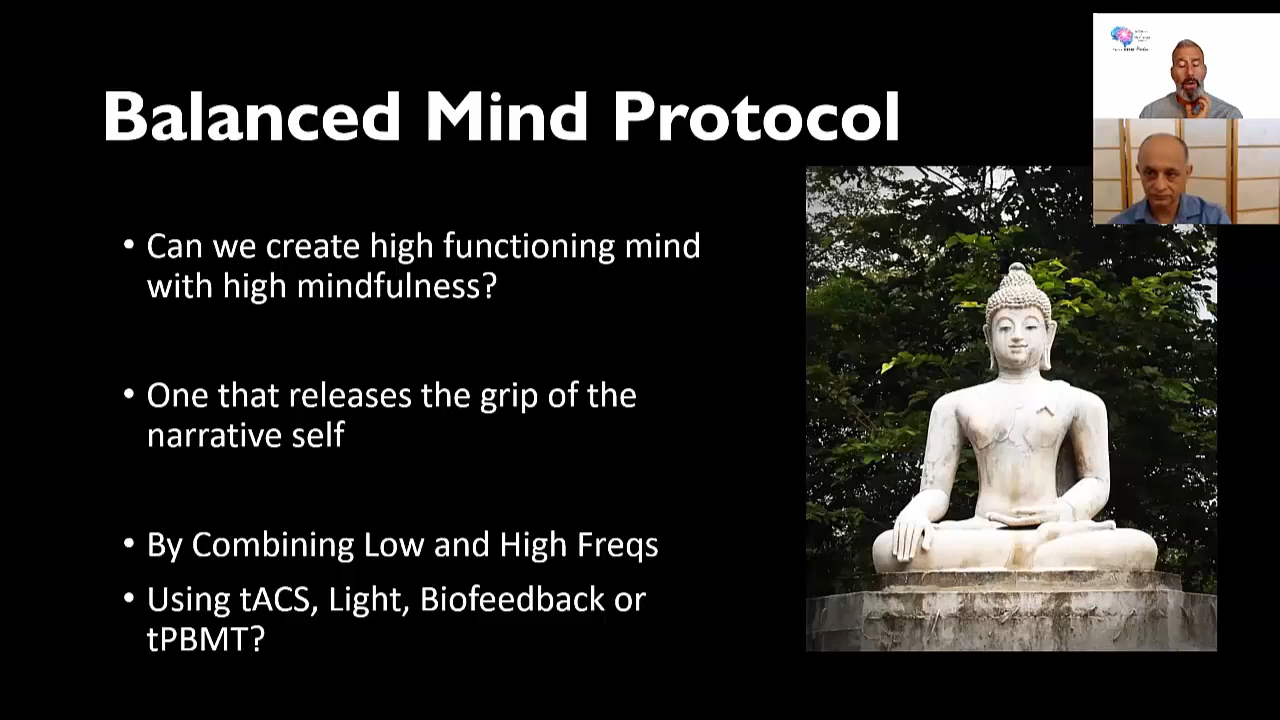 Balanced Mind Protocol
• Can we create high functioning mind
with high mindfulness?
• One that releases the grip of the
narrative self
• By Combining Low and High Freqs
• Using tACS, Light, Biofeedback or
tPBMT?